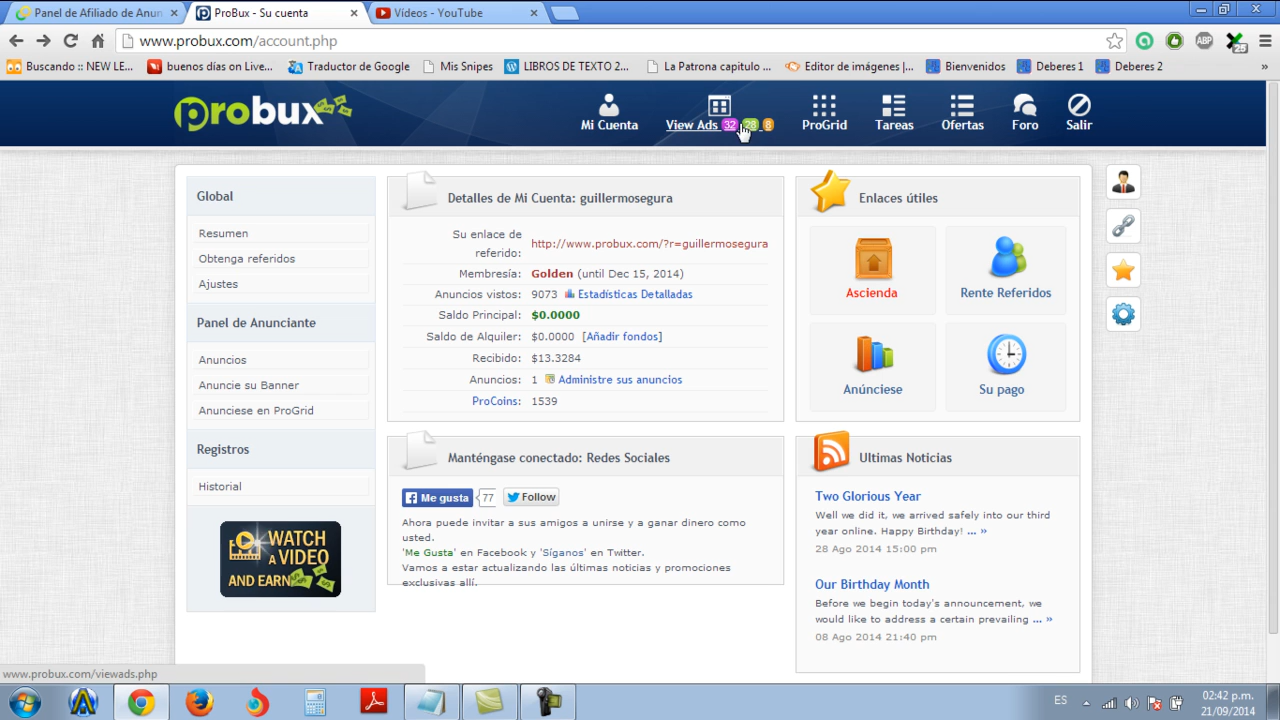 Panel de Afiliado de Anun
ProBux - Su cuenta
Vídeos - YouTube
www.probux.com/account.php
ABP
25
Buscando :: NEW LE...
buenos días on Live...
Traductor de Google
Mis Snipes
LIBROS DE TEXTO 2...
La Patrona capitulo ...
Editor de imágenes |...
Bienvenidos
Deberes 1
Deberes 2
»
probux
Mi Cuenta
View Ads 32 28 8
ProGrid
Tareas
Ofertas
Foro
Salir
Global
Resumen
Obtenga referidos
Ajustes
Panel de Anunciante
Anuncios
Anuncie su Banner
Anunciese en ProGrid
Registros
Historial
WATCH
A VIDEO
AND EARN
Detalles de Mi Cuenta: guillermosegura
Su enlace de
referido:
http://www.probux.com/?r=guillermosegura
Membresía: Golden (until Dec 15, 2014)
Anuncios vistos: 9073 Estadísticas Detalladas
Saldo Principal: $0.0000
Saldo de Alquiler: $0.0000 [Añadir fondos]
Recibido: $13.3284
Anuncios: 1 Administre sus anuncios
ProCoins: 1539
Manténgase conectado: Redes Sociales
Me gusta 77 Follow
Ahora puede invitar a sus amigos a unirse y a ganar dinero como
usted.
'Me Gusta' en Facebook y 'Síganos' en Twitter.
Vamos a estar actualizando las últimas noticias y promociones
exclusivas allí.
Enlaces útiles
Ascienda
Rente Referidos
Anúnciese
Su pago
Ultimas Noticias
Two Glorious Year
Well we did it, we arrived safely into our third
year online. Happy Birthday! ... »
28 Ago 2014 15:00 pm
Our Birthday Month
Before we begin today's announcement, we
would like to address a certain prevailing ... »
08 Ago 2014 21:40 pm
www.probux.com/viewads.php
ES
02:42 p.m.
21/09/2014